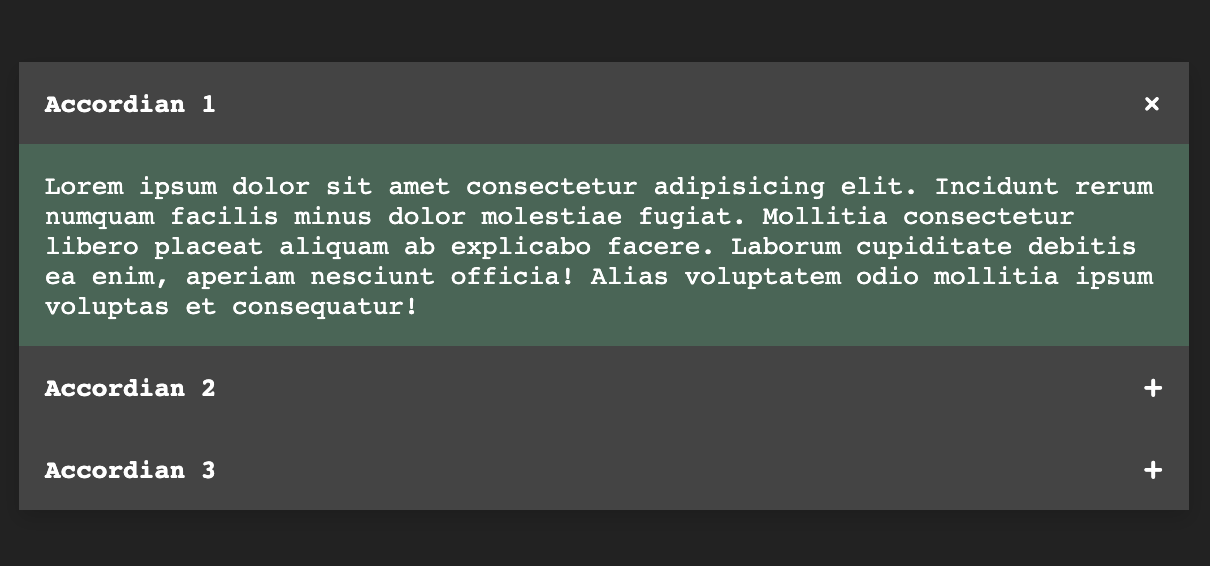 Accordian 1
Lorem ipsum dolor sit amet consectetur adipisicing elit. Incidunt rerum
numquam facilis minus dolor molestiae fugiat. Mollitia consectetur
libero placeat aliquam ab explicabo facere. Laborum cupiditate debitis
ea enim, aperiam nesciunt officia! Alias voluptatem odio mollitia ipsum
voluptas et consequatur!
Accordian 2
Accordian 3